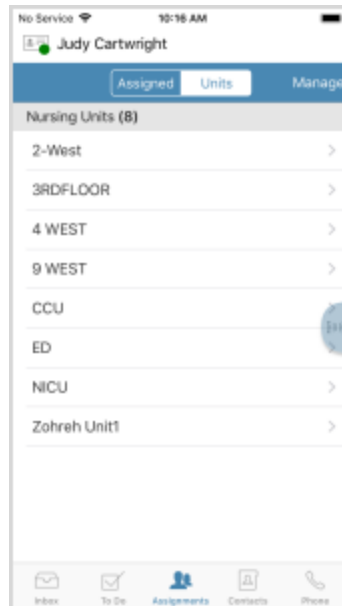 No Service 10:16 AM
Judy Cartwright
Assigned Units Manage
Nursing Units (8)
2-West
3RDFLOOR
4 WEST
9 WEST
CCU
ED
NICU
Zohreh Unit1
Inbox To Do Assignments Contacts Phone